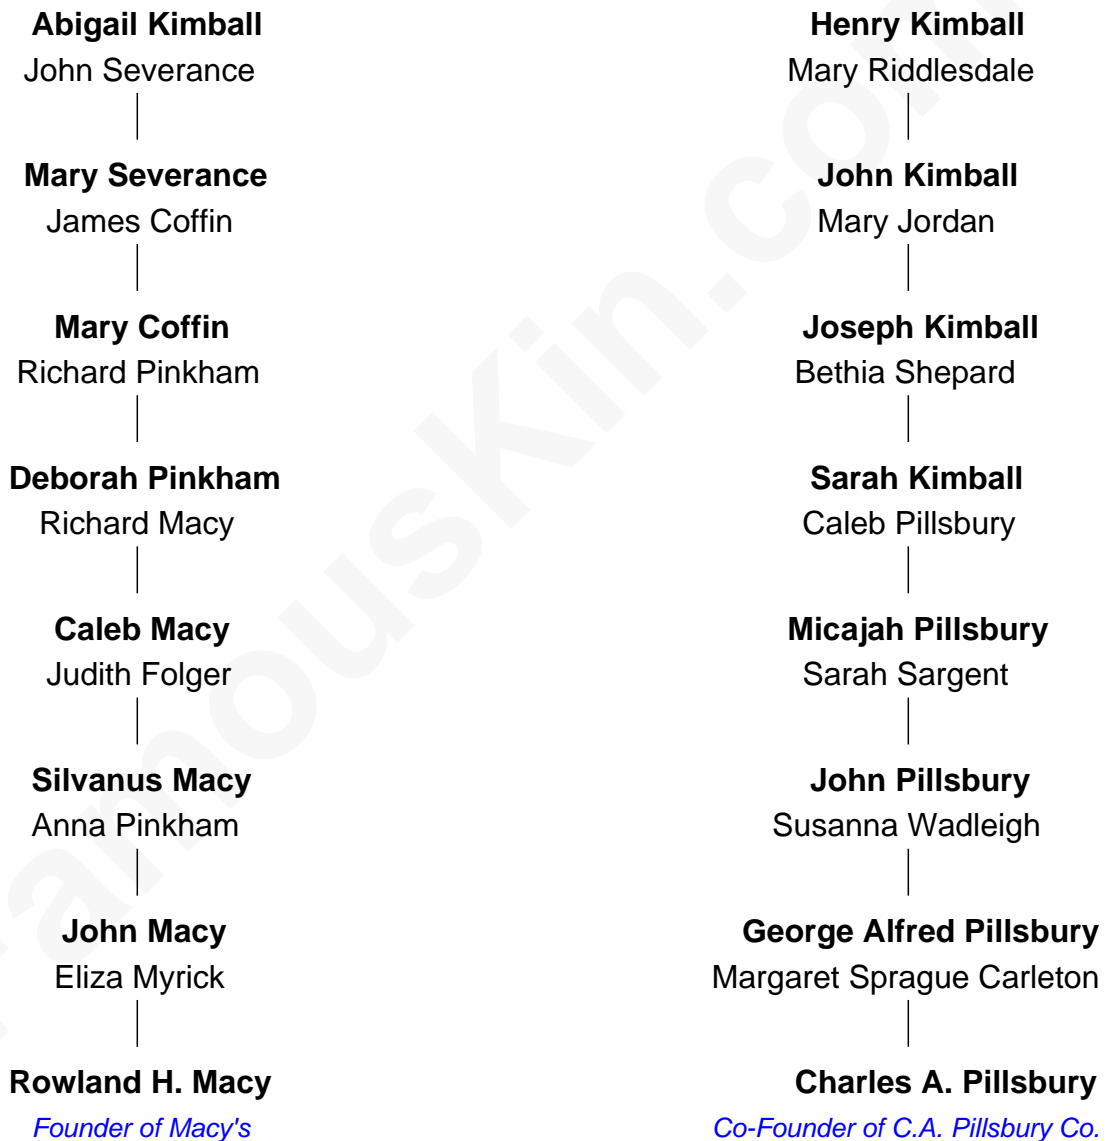 Abigail Kimball
John Severance
Mary Severance
James Coffin
Mary Coffin
Richard Pinkham
Deborah Pinkham
Richard Macy
Caleb Macy
Judith Folger
Silvanus Macy
Anna Pinkham
John Macy
Eliza Myrick
Rowland H. Macy
Founder of Macy's
Henry Kimball
Mary Riddlesdale
John Kimball
Mary Jordan
Joseph Kimball
Bethia Shepard
Sarah Kimball
Caleb Pillsbury
Micajah Pillsbury
Sarah Sargent
John Pillsbury
Susanna Wadleigh
George Alfred Pillsbury
Margaret Sprague Carleton
Charles A. Pillsbury
Co-Founder of C.A. Pillsbury Co.
FamousKin.com